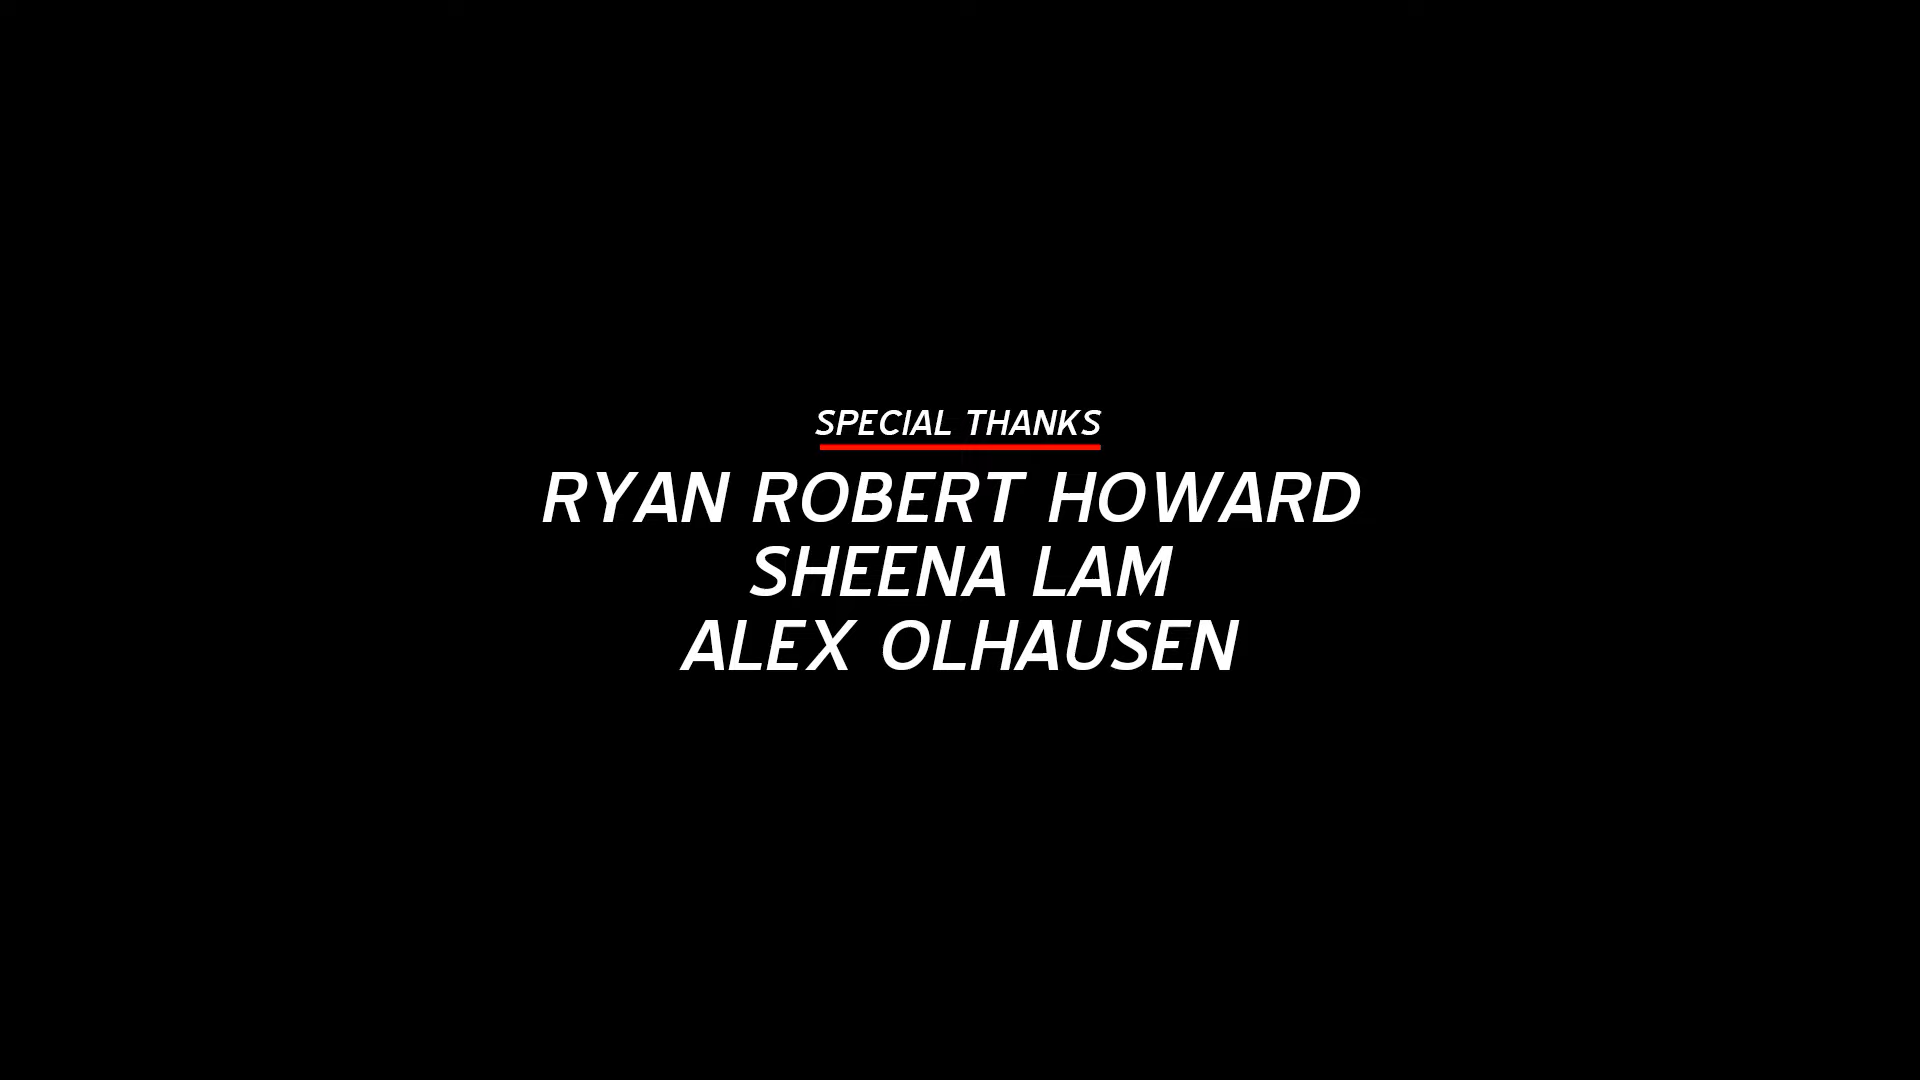 SPECIAL THANKS
RYAN ROBERT HOWARD
SHEENA LAM
ALEX OLHAUSEN